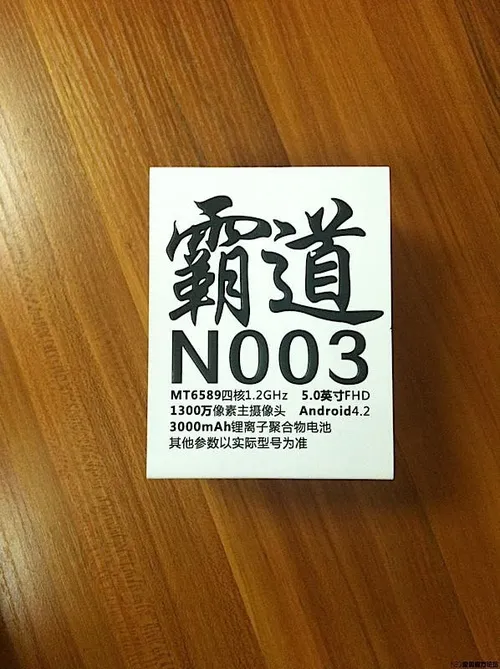 霸道
N003
MT6589四核1.2GHz 5.0英寸FHD
1300万像素主摄像头 Android4.2
3000mAh锂离子聚合物电池
其他参数以实际型号为准